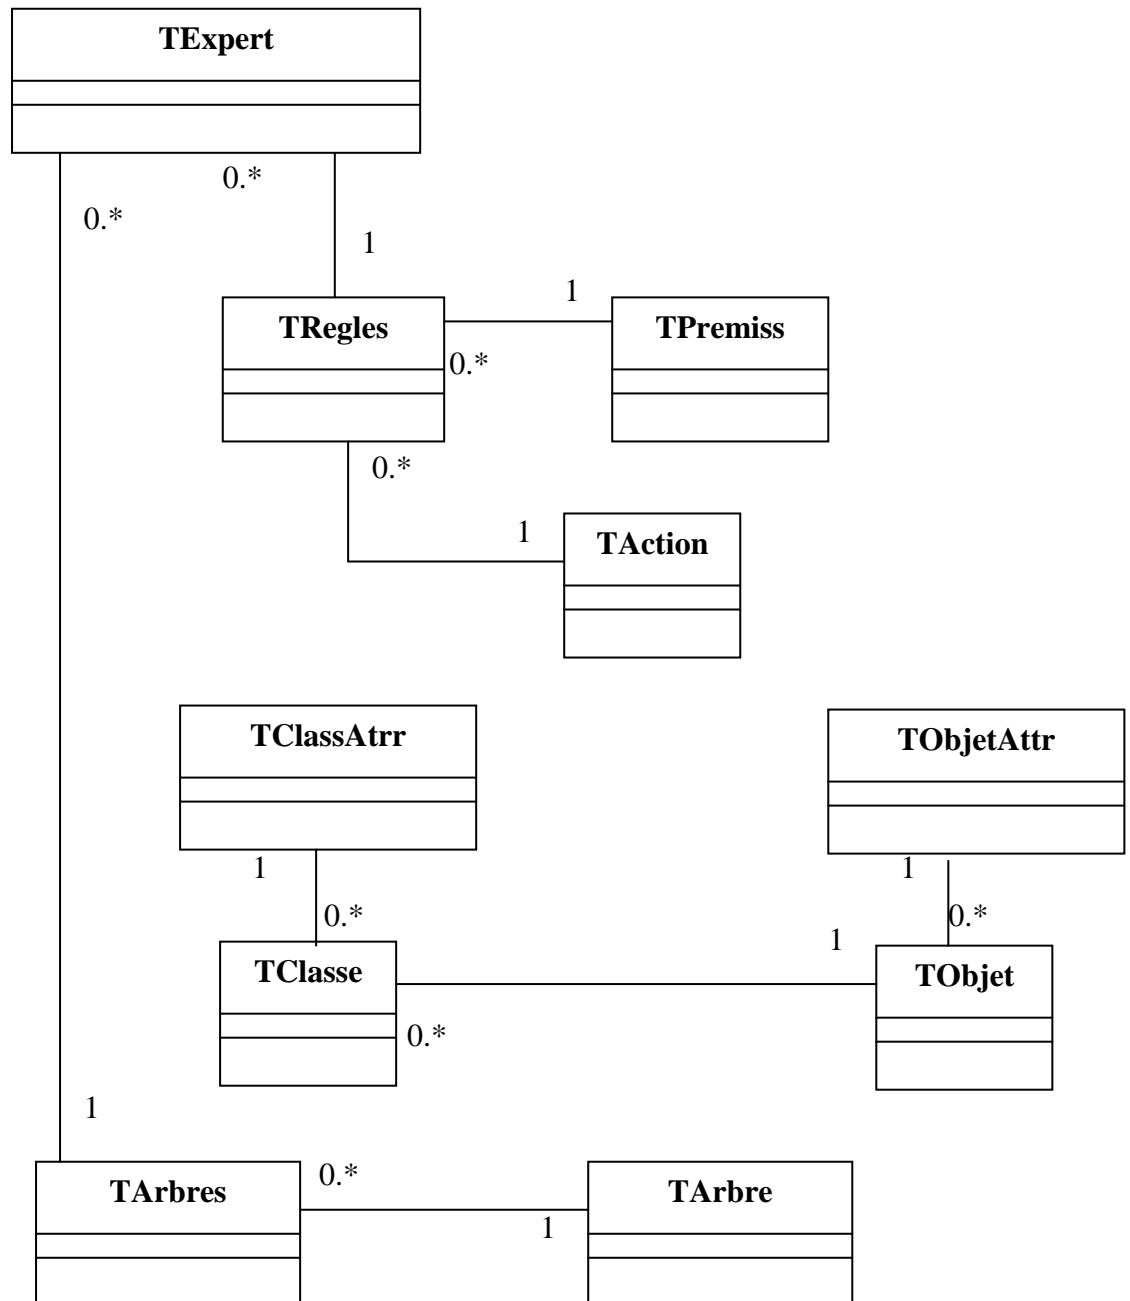 TExpert
0.*
0.*
1
1
TRegles
TPremiss
0.*
0.*
1
TAction
TClassAtrr
TObjetAttr
1
1
0.*
0.*
1
TClasse
TObjet
0.*
1
0.*
TArbres
TArbre
1